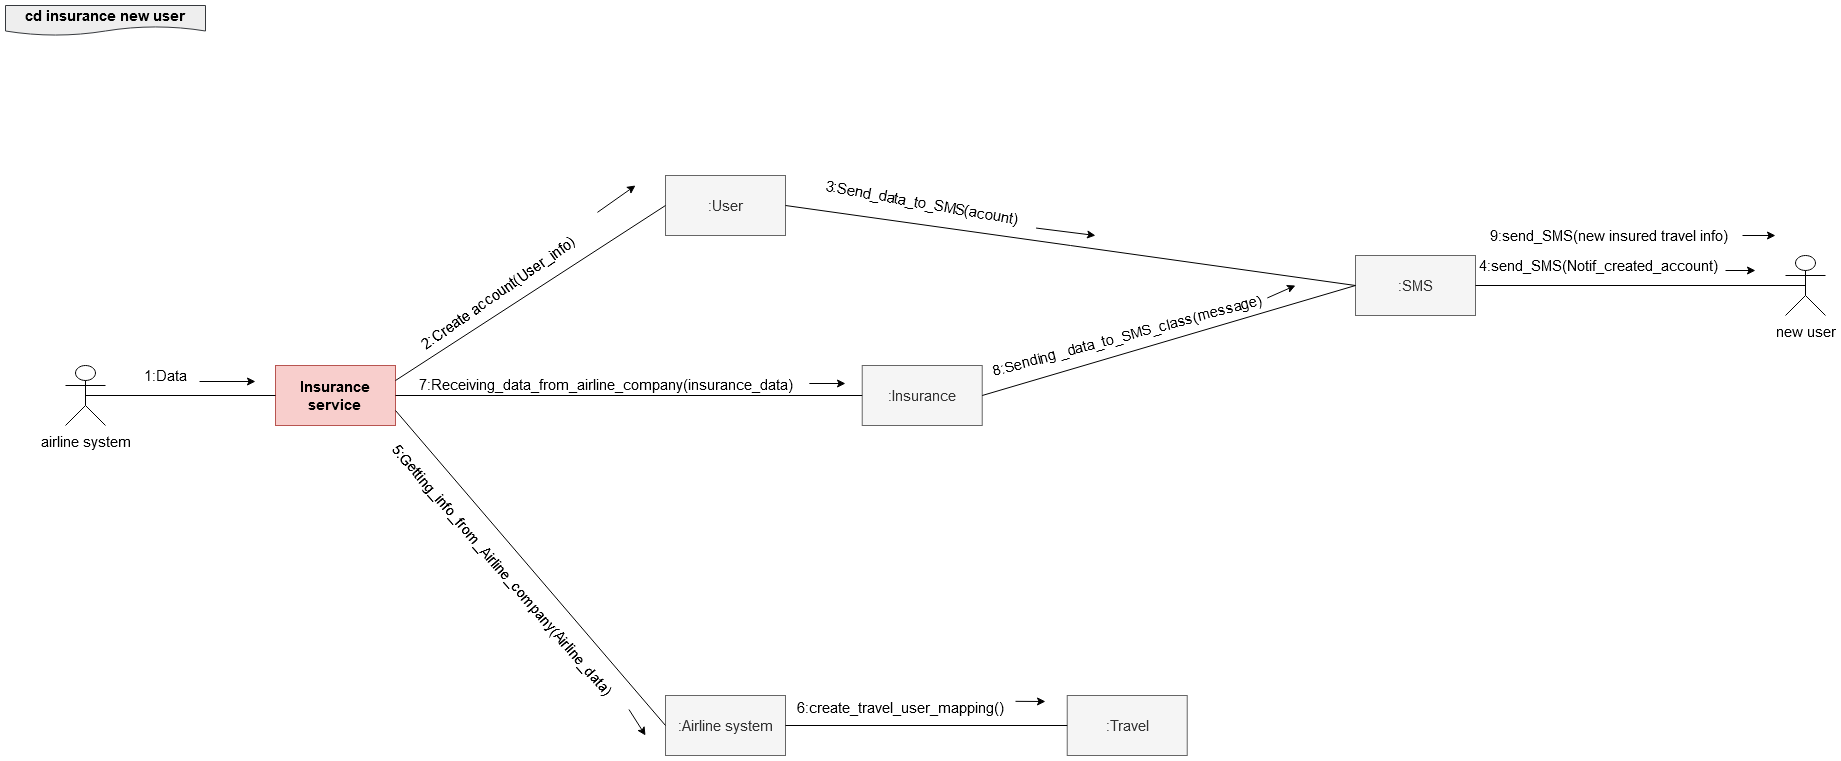 cd insurance new user
:User
3:Send_data_to_SMS(acount)
2:Create account(User_info)
9:send_SMS(new insured travel info)
4:send_SMS(Notif_created_account)
:SMS
new user
1:Data
Insurance
service
airline system
7:Receiving_data_from_airline_company(insurance_data)
:Insurance
8:Sending _data_to_SMS_class(message)
5:Getting_info_from_Airline_company(Airline_data)
:Airline system
6:create_travel_user_mapping()
:Travel